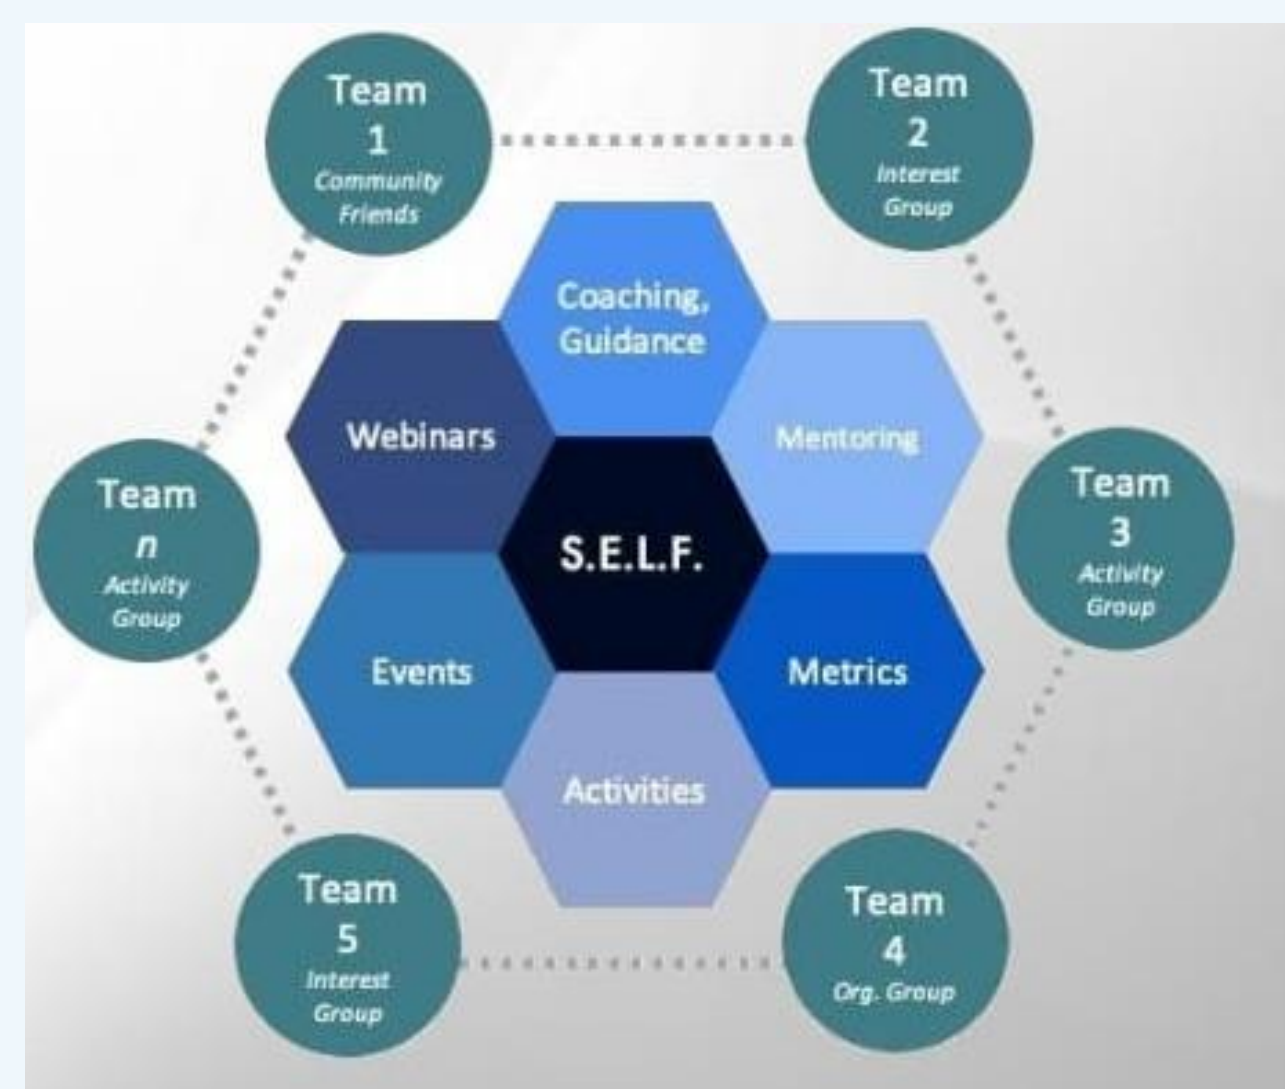 Team
1
Community
Friends
Team
2
Interest
Group
Coaching,
Guidance
Webinars
Mentoring
Team
n
Activity
Group
S.E.L.F.
Team
3
Activity
Group
Events
Metrics
Activities
Team
5
Interest
Group
Team
4
Org. Group